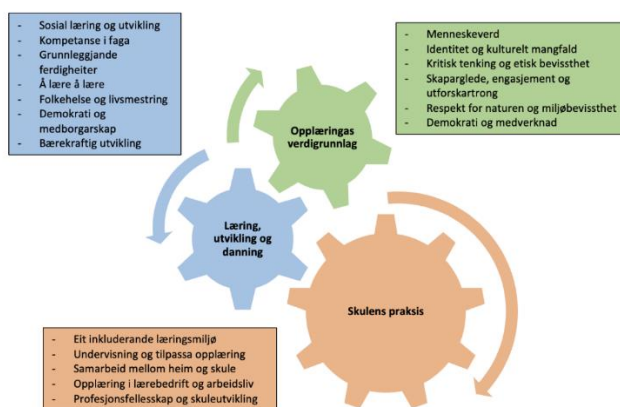 - Sosial læring og utvikling
- Kompetanse i faga
- Grunnleggjande
ferdigheiter
- Å lære å lære
- Folkehelse og livsmestring
- Demokrati og
medborgarskap
- Bærekraftig utvikling
- Menneskeverd
- Identitet og kulturelt mangfald
- Kritisk tenking og etisk bevissthet
- Skaparglede, engasjement og
utforskartrong
- Respekt for naturen og miljøbevissthet
- Demokrati og medverknad
Opplæringas
verdigrunnlag
Læring,
utvikling og
danning
Skulens praksis
- Eit inkluderande læringsmiljø
- Undervisning og tilpassa opplæring
- Samarbeid mellom heim og skule
- Opplæring i lærebedrift og arbeidsliv
- Profesjonsfellesskap og skuleutvikling